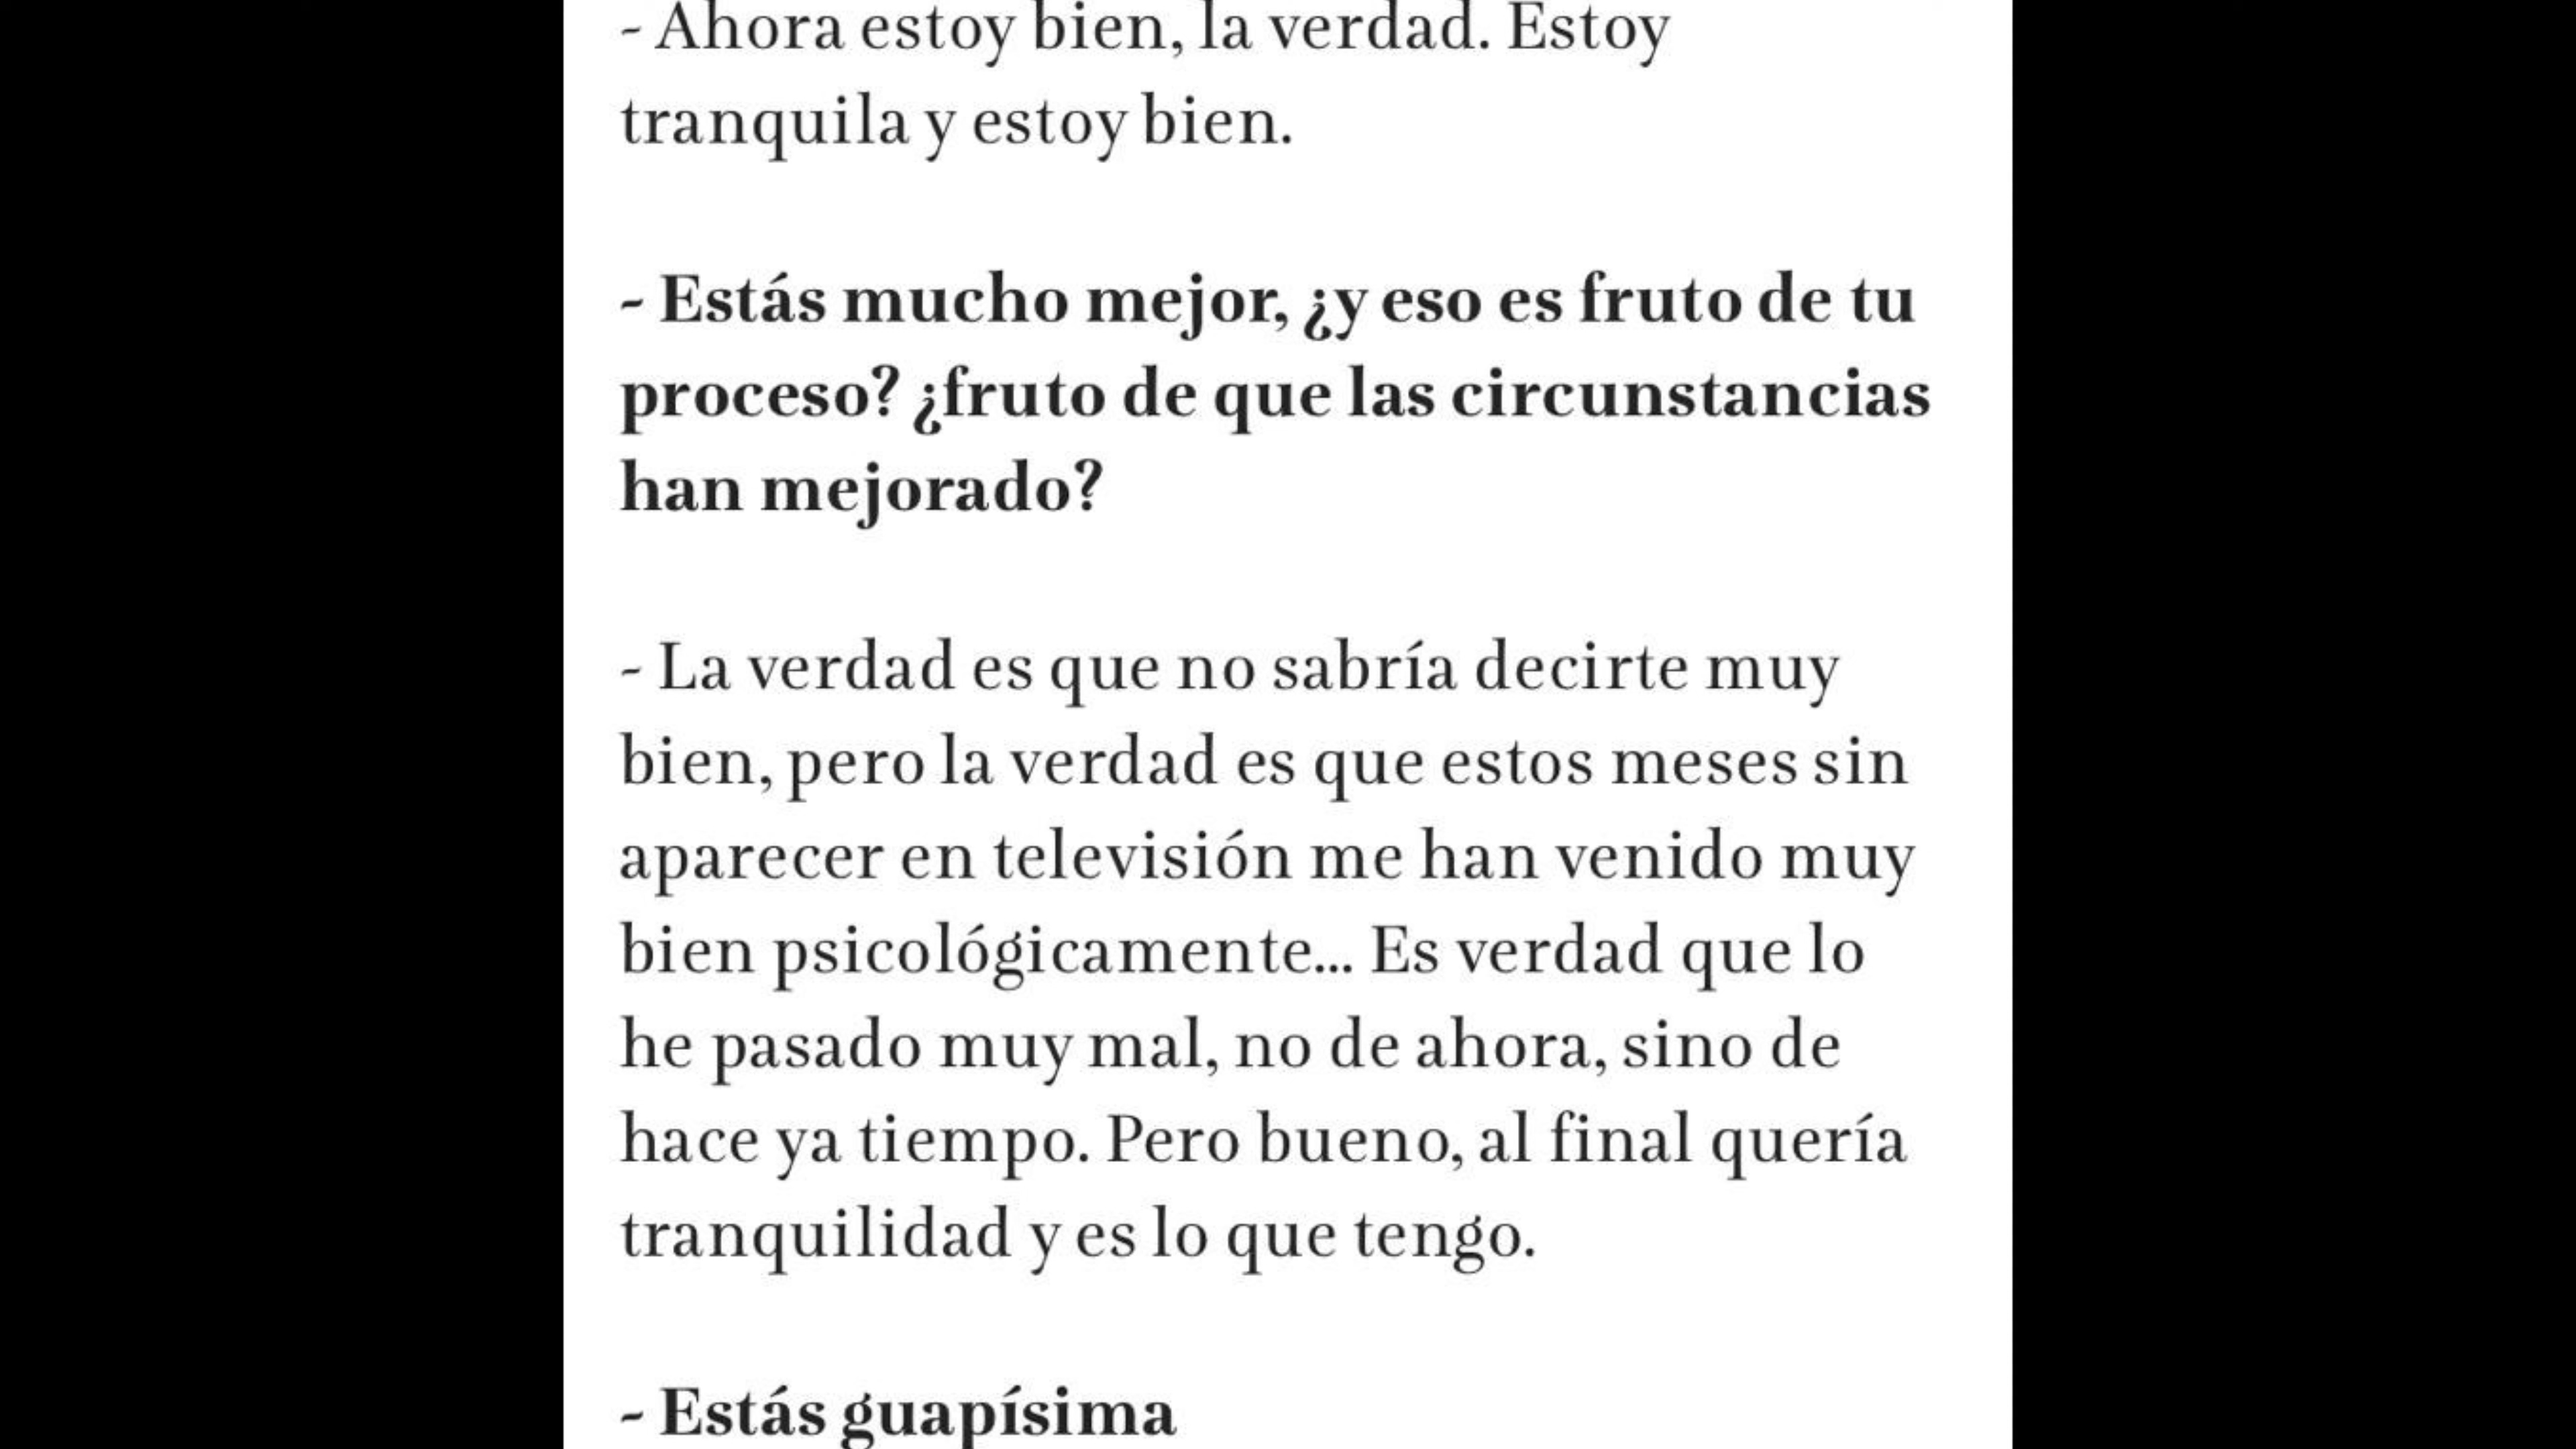 - Ahora estoy bien, la verdad. Estoy
tranquila y estoy bien.
- Estás mucho mejor, ¿y eso es fruto de tu
proceso? ¿fruto de que las circunstancias
han mejorado?
- La verdad es que no sabría decirte muy
bien, pero la verdad es que estos meses sin
aparecer en televisión me han venido muy
bien psicológicamente... Es verdad que lo
he pasado muy mal, no de ahora, sino de
hace ya tiempo. Pero bueno, al final quería
tranquilidad y es lo que tengo.
- Estás guapísima